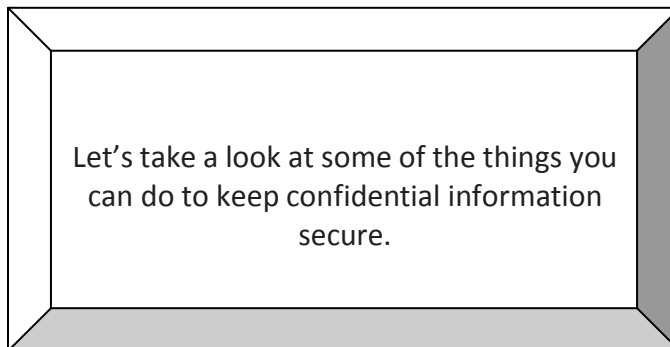 Let’s take a look at some of the things you
can do to keep confidential information
secure.